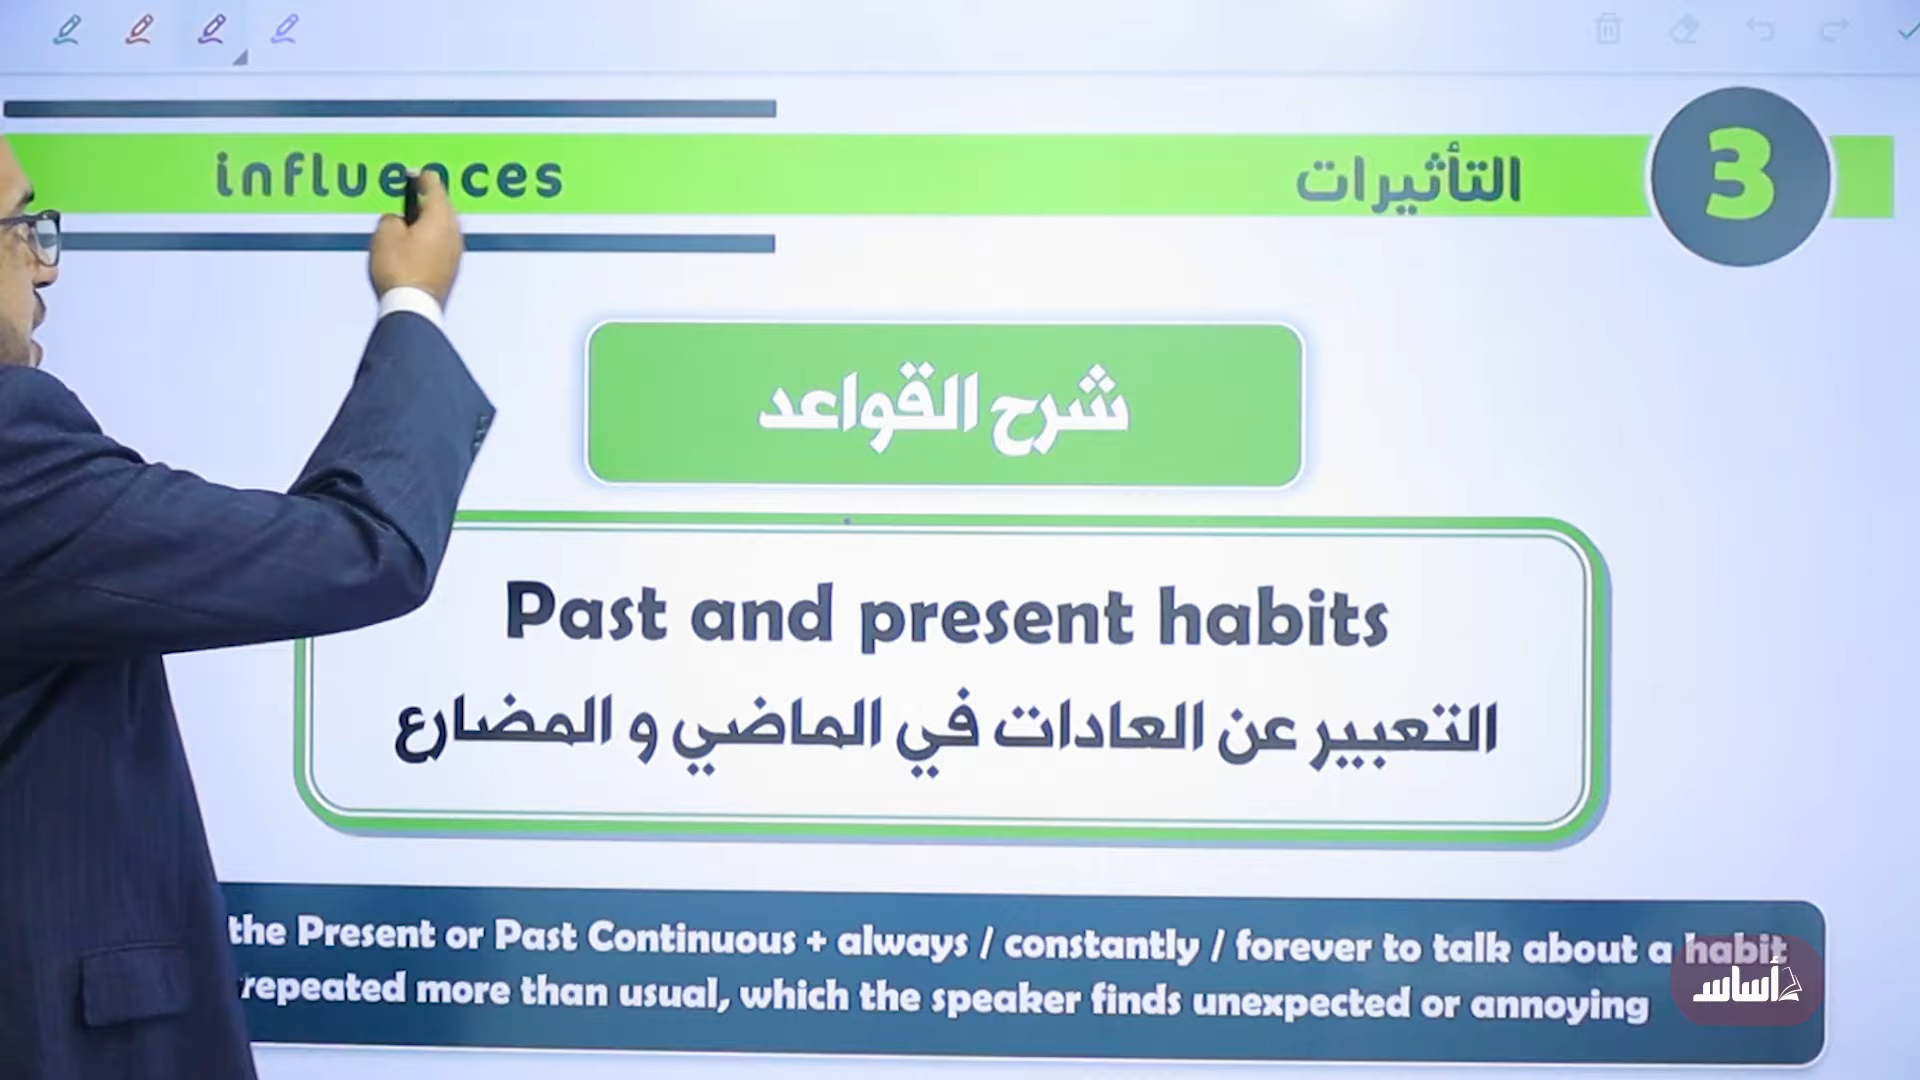 influences
التأثيرات
3
شرح القواعد
Past and present habits
التعبير عن العادات في الماضي و المضارع
the Present or Past Continuous + always / constantly / forever to talk about a habit
repeated more than usual, which the speaker finds unexpected or annoying
أساس